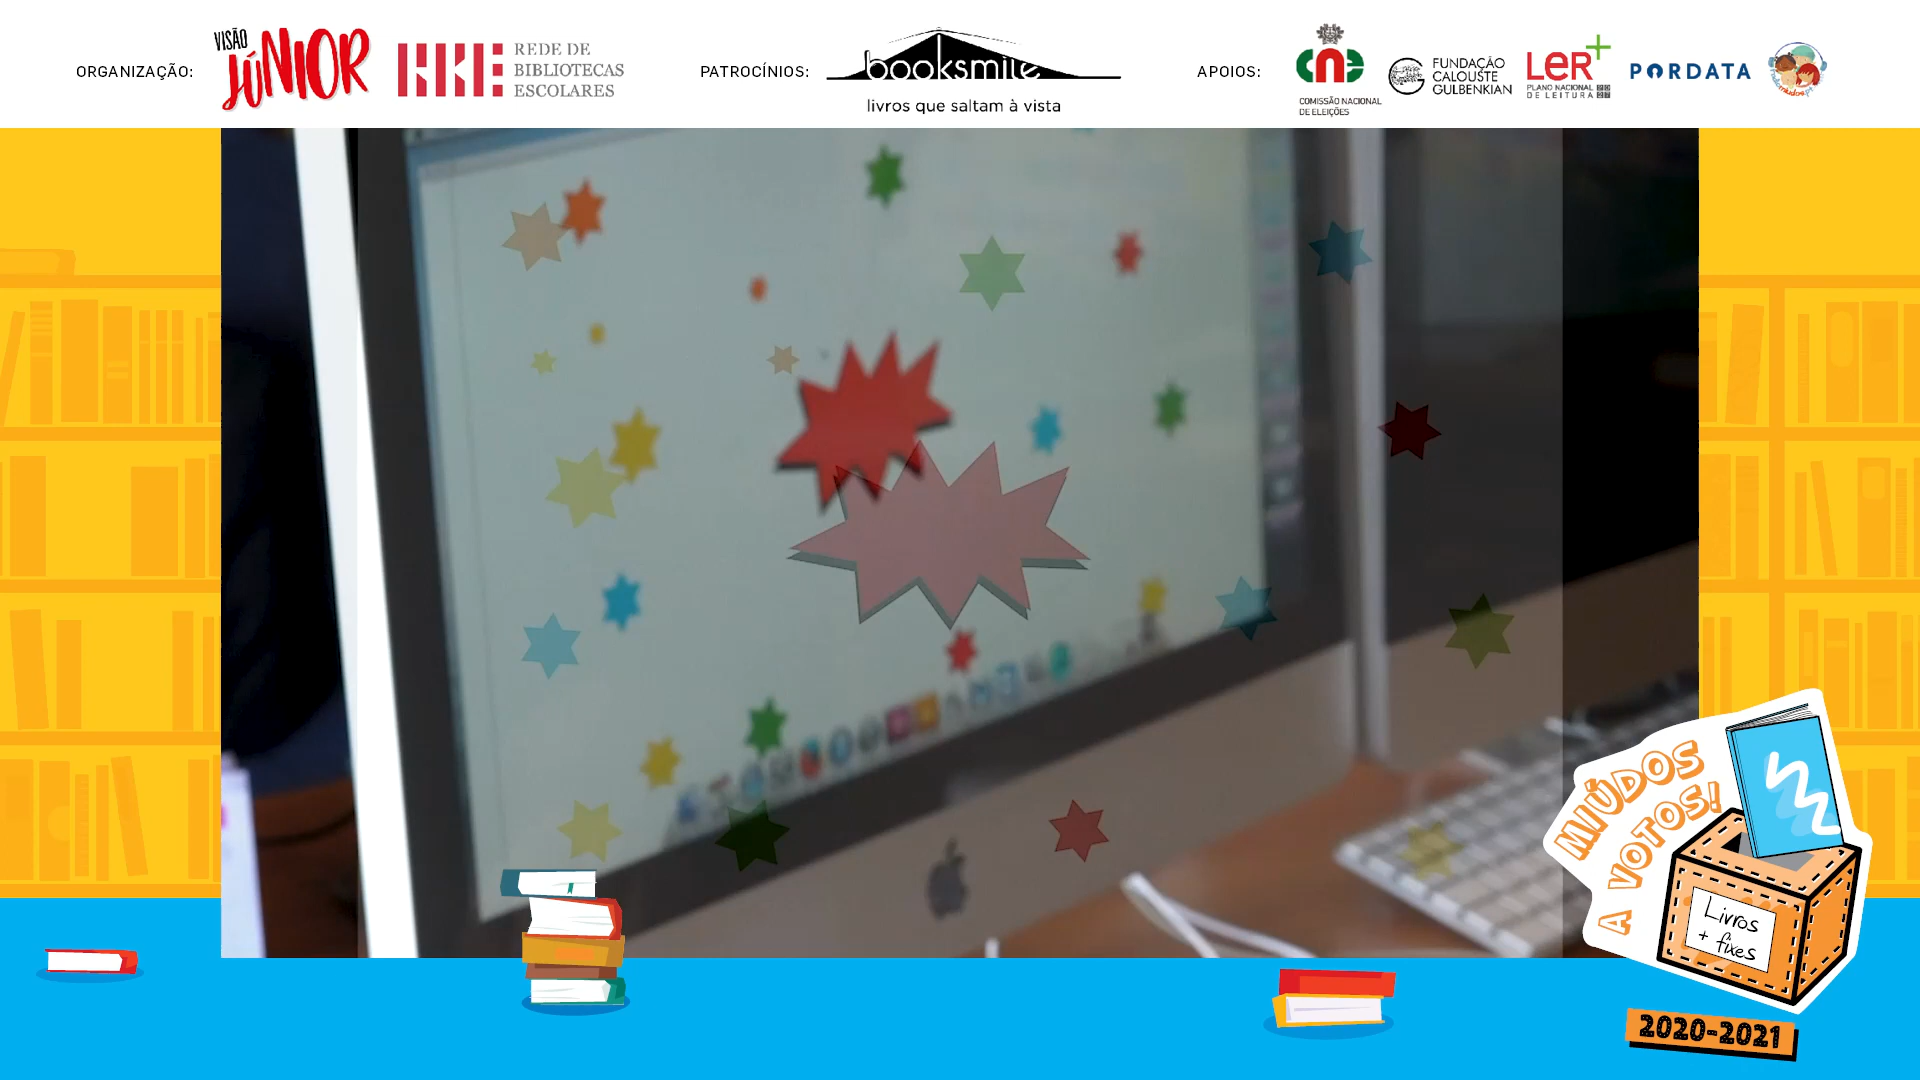 ORGANIZAÇÃO:
VISÃO
JÚNIOR
REDE DE
BIBLIOTECAS
ESCOLARES
PATROCÍNIOS:
booksmile
livros que saltam à vista
APOIOS:
cne
COMISSÃO NACIONAL
DE ELEIÇÕES
FUNDAÇÃO
CALOUSTE
GULBENKIAN
LER+
PLANO NACIONAL
DE LEITURA
PORDATA
MIÚDOS
A VOTOS!
Livros
+ fixes
2020-2021